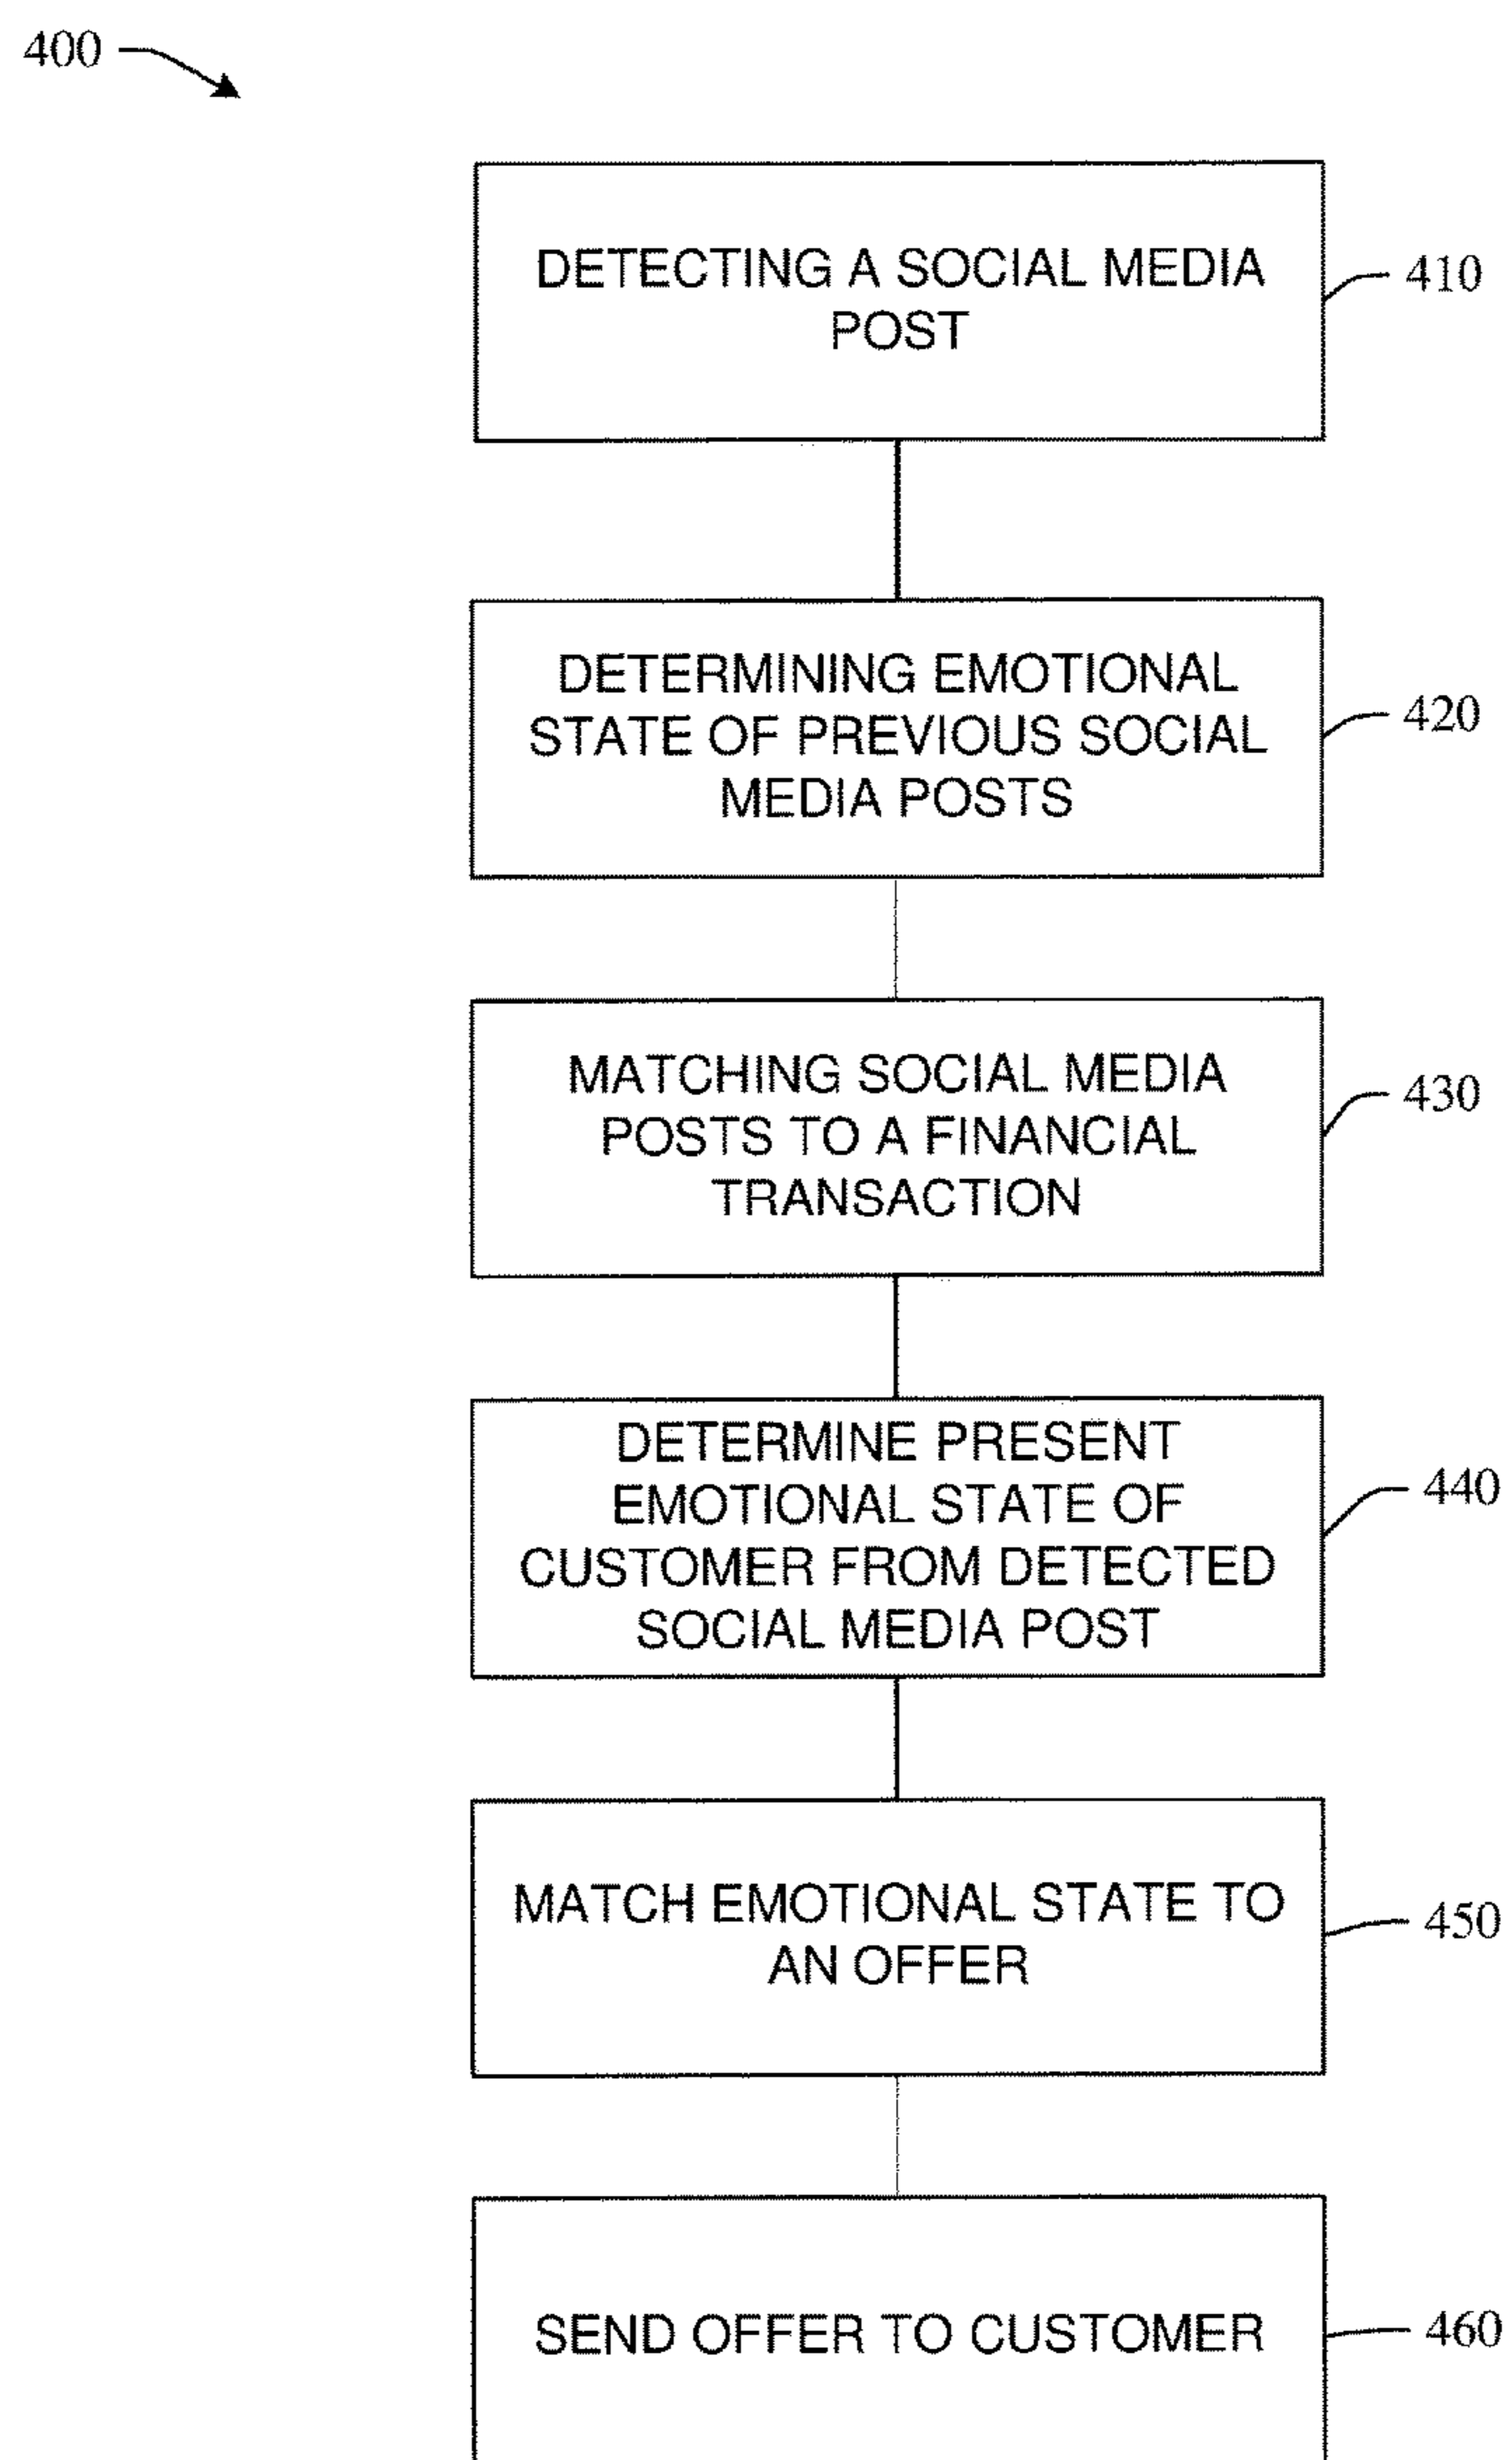 400
DETECTING A SOCIAL MEDIA
POST
410
DETERMINING EMOTIONAL
STATE OF PREVIOUS SOCIAL
MEDIA POSTS
420
MATCHING SOCIAL MEDIA
POSTS TO A FINANCIAL
TRANSACTION
430
DETERMINE PRESENT
EMOTIONAL STATE OF
CUSTOMER FROM DETECTED
SOCIAL MEDIA POST
440
MATCH EMOTIONAL STATE TO
AN OFFER
450
SEND OFFER TO CUSTOMER
460